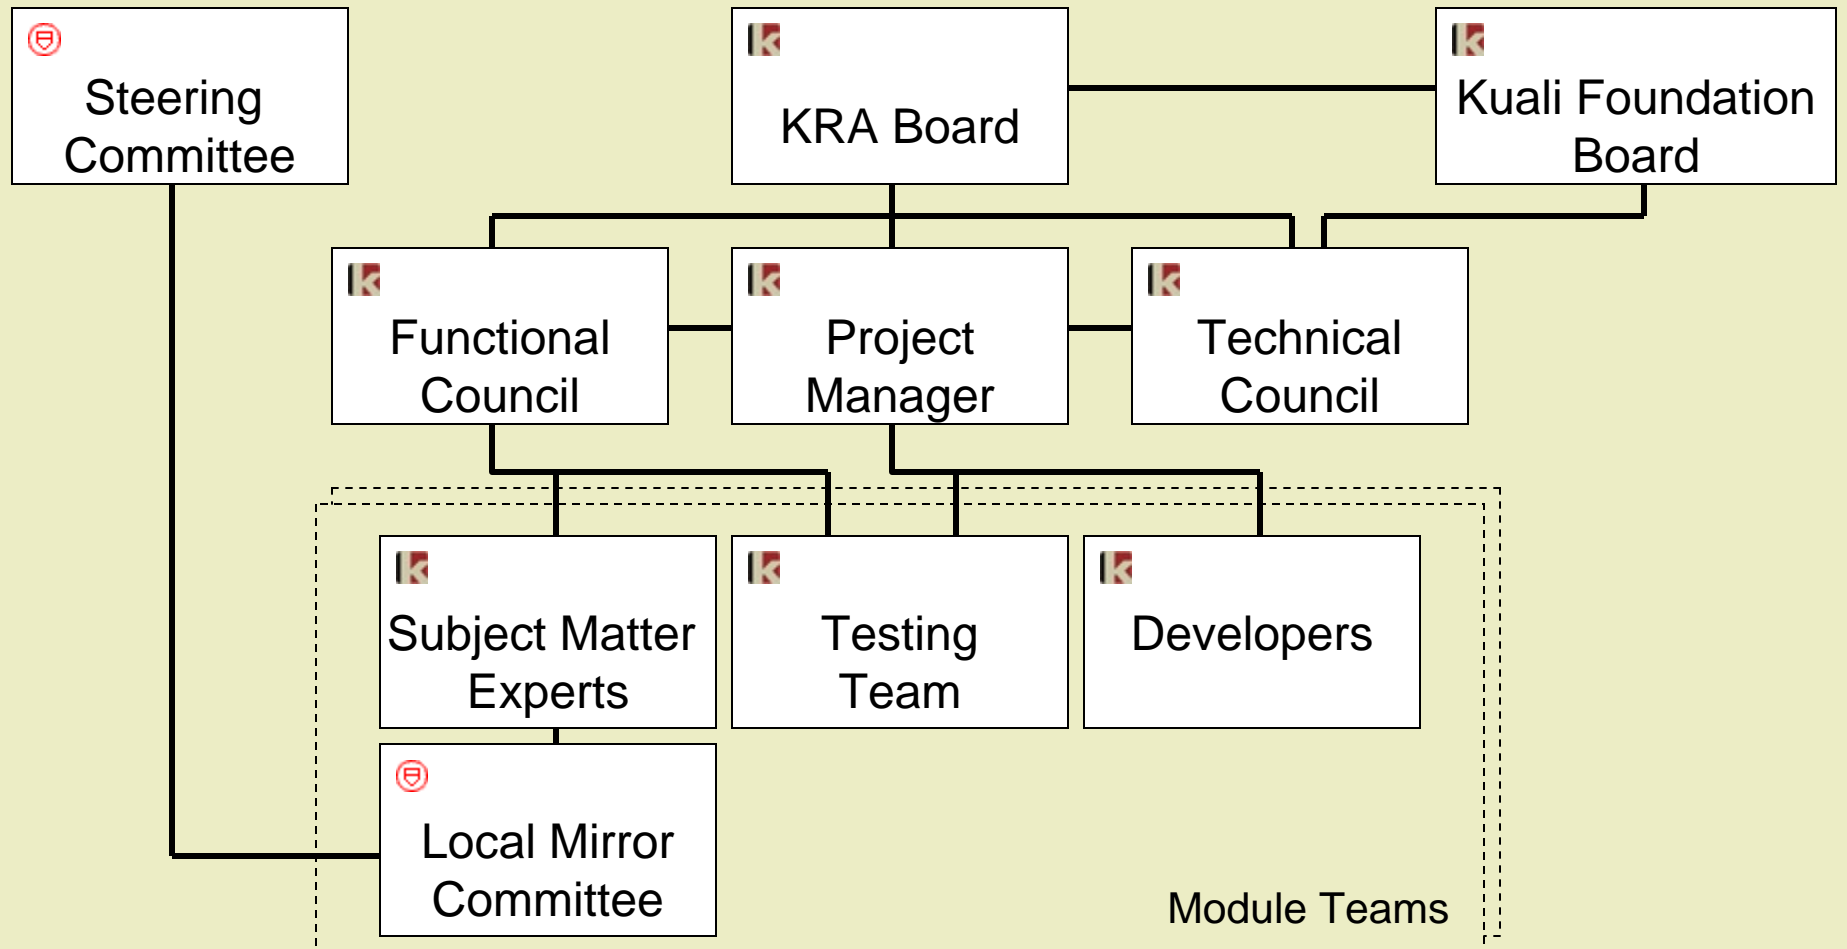 Steering
Committee
KRA Board
Kuali Foundation
Board
Functional
Council
Project
Manager
Technical
Council
Subject Matter
Experts
Testing
Team
Developers
Local Mirror
Committee
Module Teams